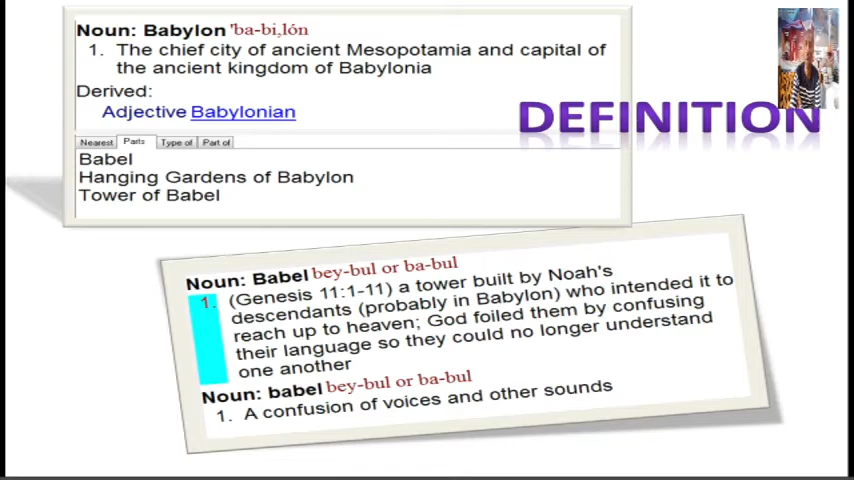 Noun: Babylon 'ba-bi,lón
1. The chief city of ancient Mesopotamia and capital of
the ancient kingdom of Babylonia
Derived:
Adjective Babylonian
DEFINITION
Nearest Parts Type of Part of
Babel
Hanging Gardens of Babylon
Tower of Babel
Noun: Babel bey-bul or ba-bul
1. (Genesis 11:1-11) a tower built by Noah's
descendants (probably in Babylon) who intended it to
reach up to heaven; God foiled them by confusing
their language so they could no longer understand
one another
Noun: babel bey-bul or ba-bul
1. A confusion of voices and other sounds